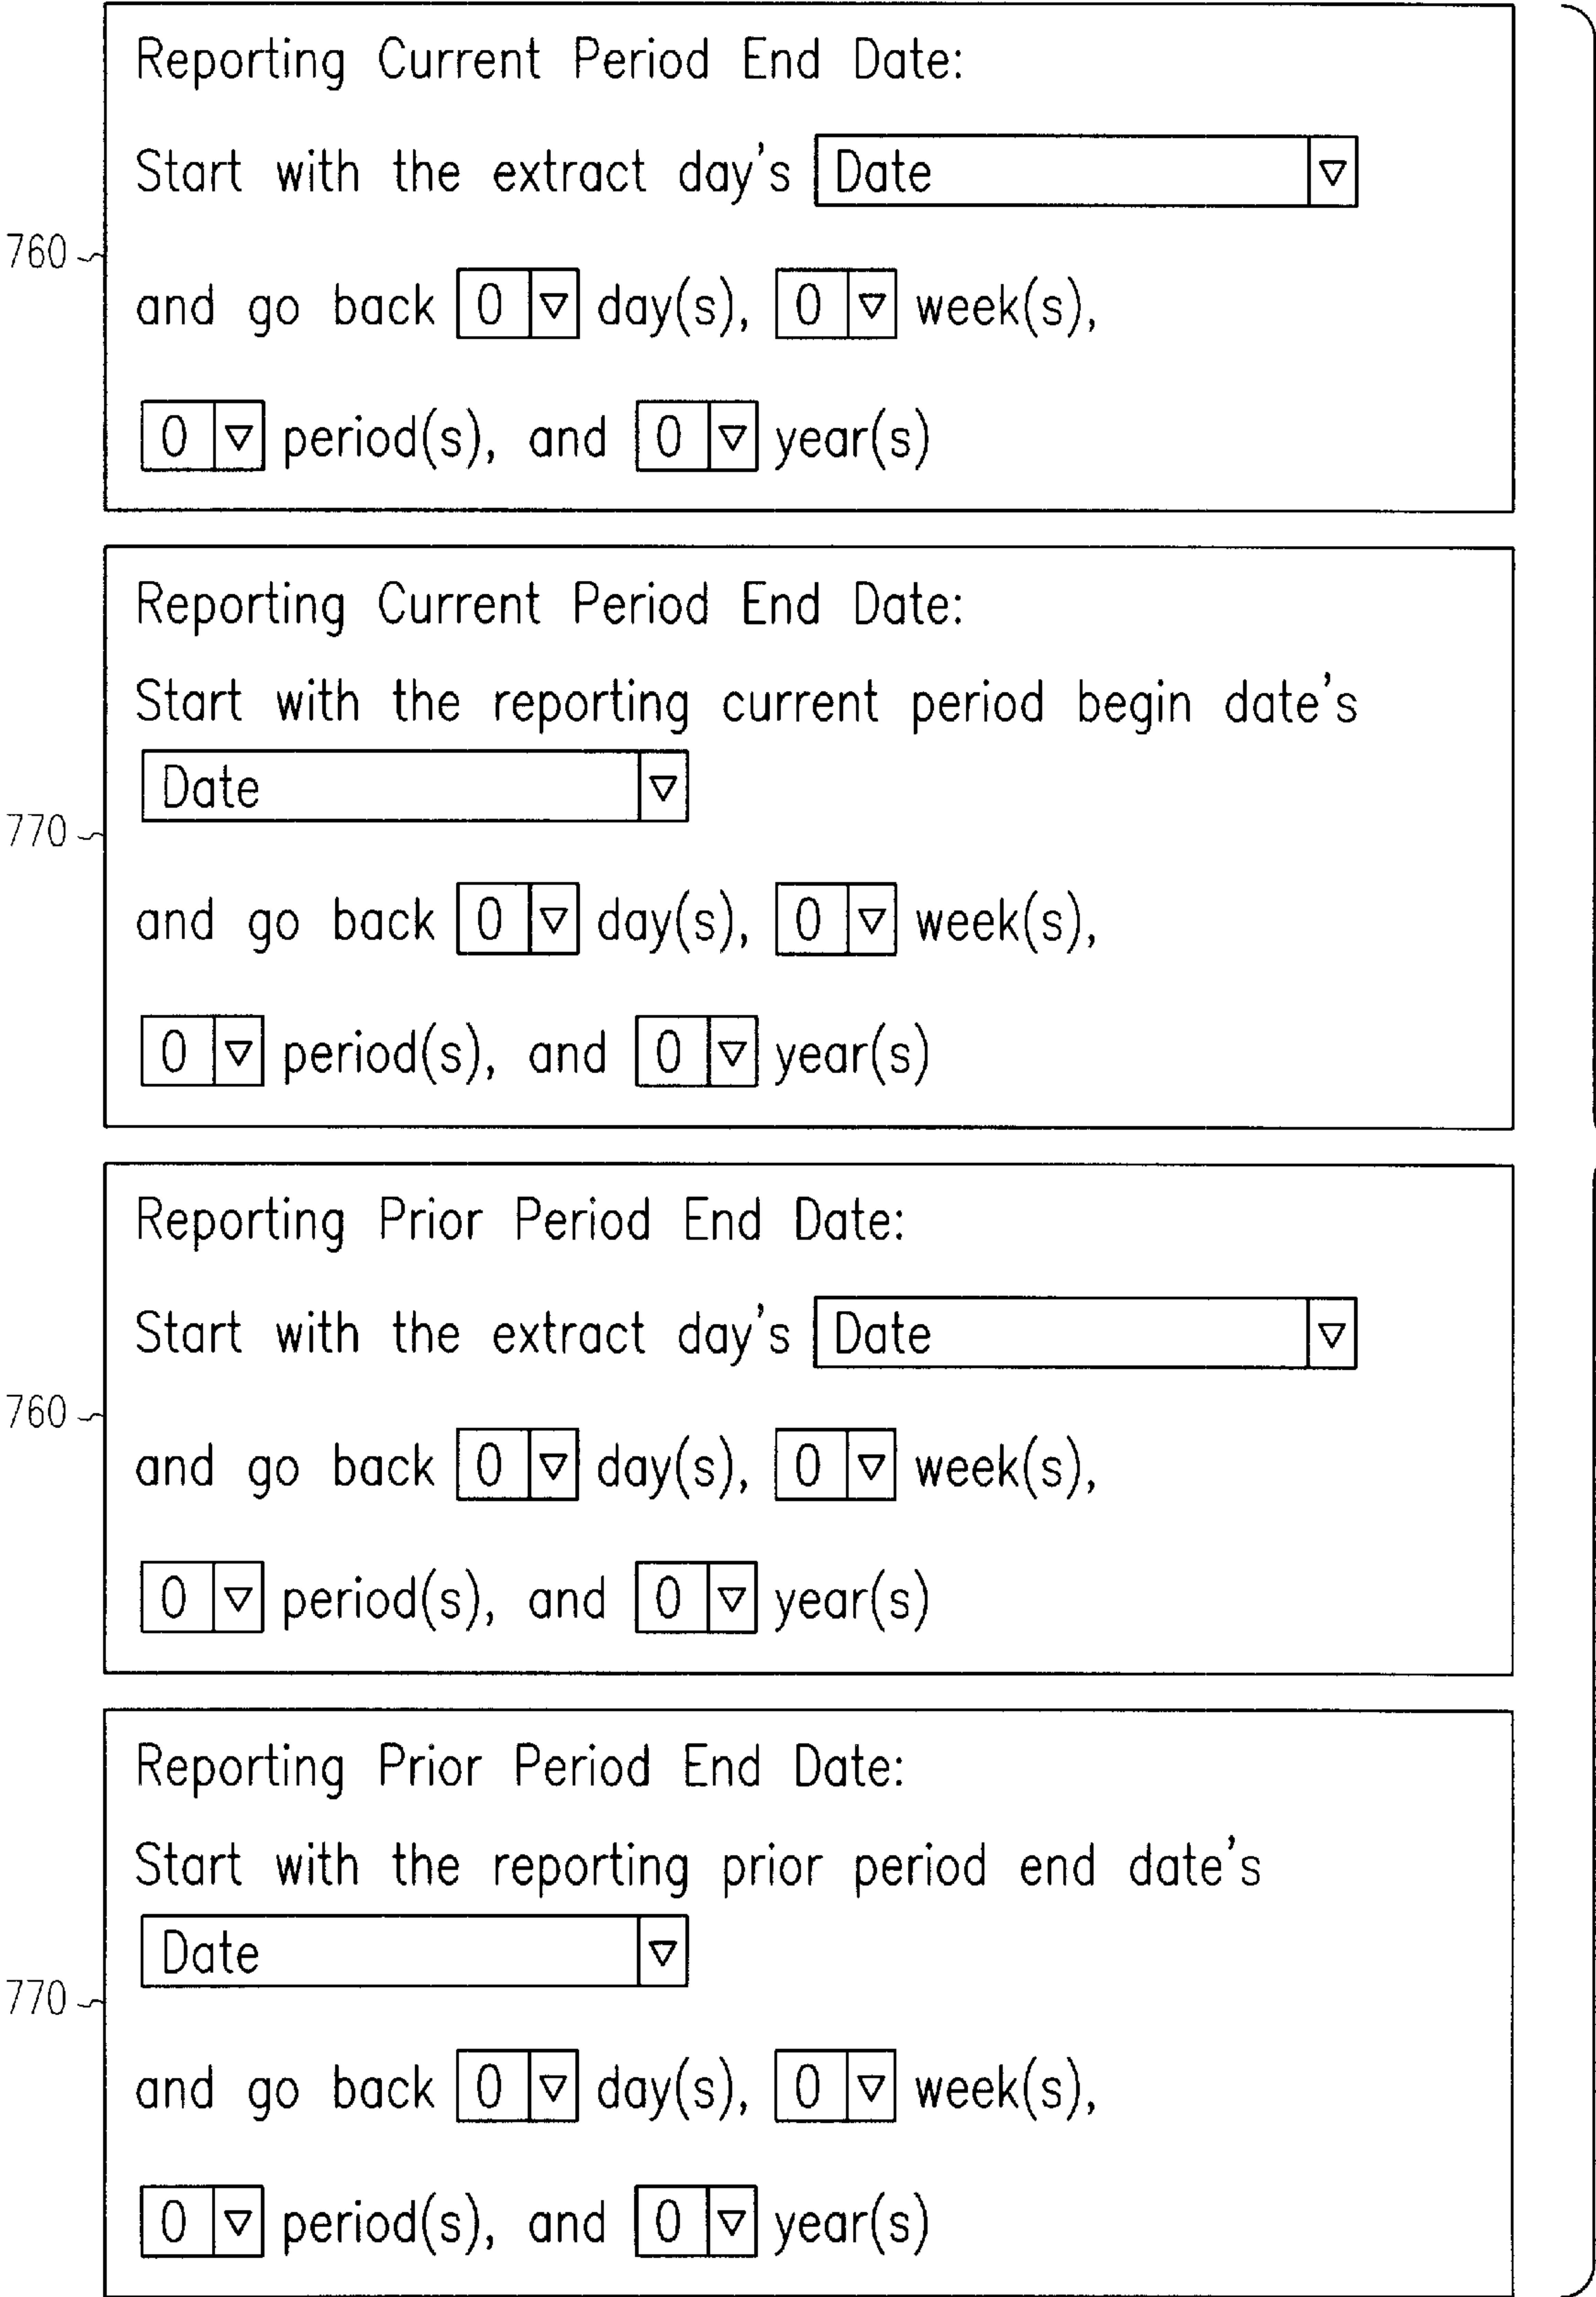 Reporting Current Period End Date:
Start with the extract day's Date
760
and go back 0 day(s), 0 week(s),
0 period(s), and 0 year(s)
Reporting Current Period End Date:
Start with the reporting current period begin date's
Date
770
and go back 0 day(s), 0 week(s),
0 period(s), and 0 year(s)
Reporting Prior Period End Date:
Start with the extract day's Date
760
and go back 0 day(s), 0 week(s),
0 period(s), and 0 year(s)
Reporting Prior Period End Date:
Start with the reporting prior period end date's
Date
770
and go back 0 day(s), 0 week(s),
0 period(s), and 0 year(s)